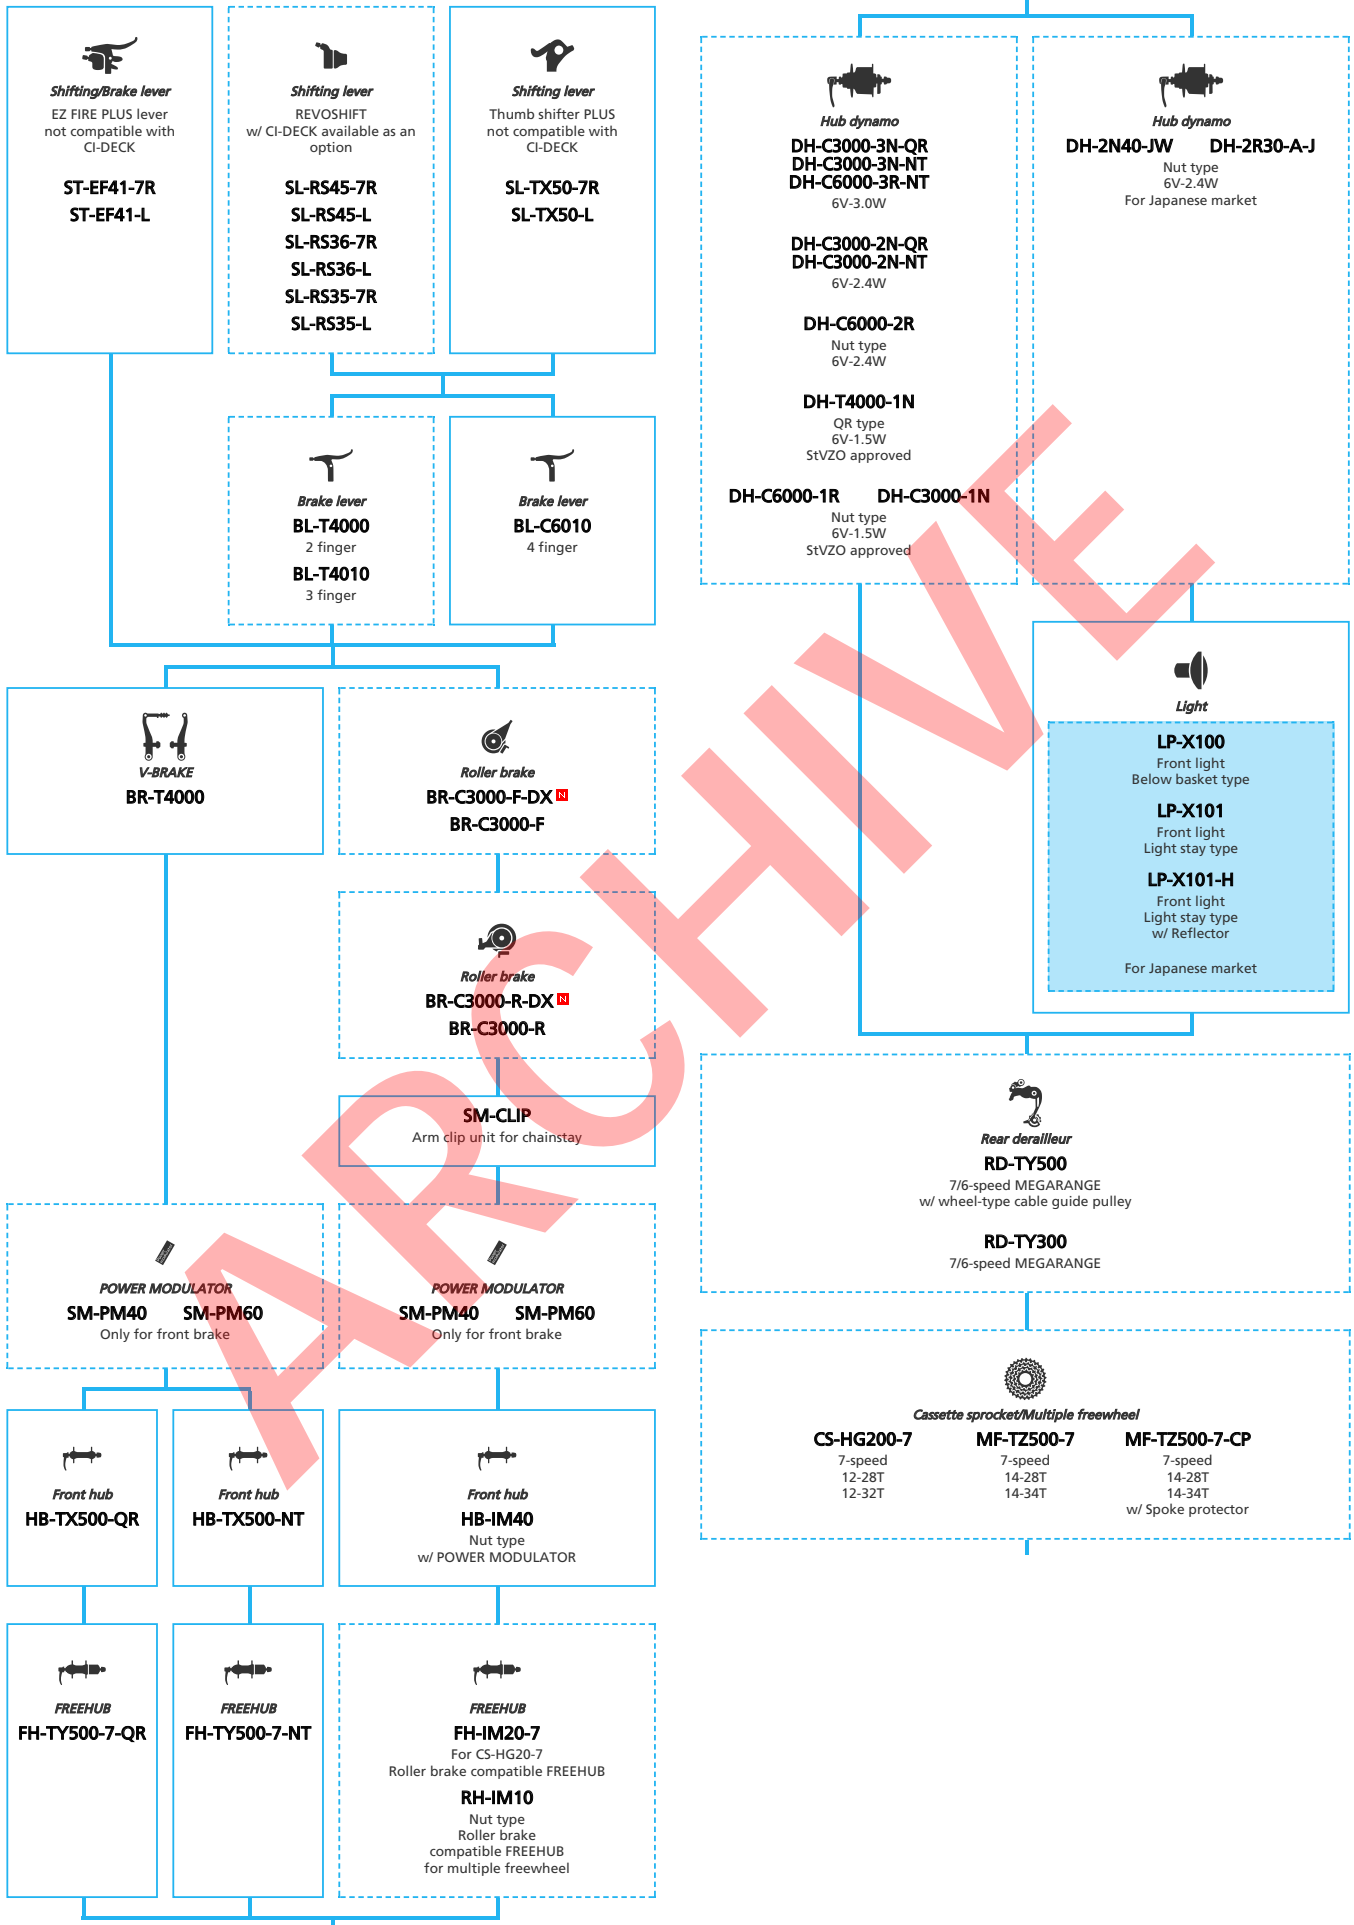 Shifting/Brake lever
EZ FIRE PLUS lever
not compatible with
CI-DECK
ST-EF41-7R
ST-EF41-L
Shifting lever
REVOSHIFT
w/ CI-DECK available as an
option
SL-RS45-7R
SL-RS45-L
SL-RS36-7R
SL-RS36-L
SL-RS35-7R
SL-RS35-L
Shifting lever
Thumb shifter PLUS
not compatible with
CI-DECK
SL-TX50-7R
SL-TX50-L
Brake lever
BL-T4000
2 finger
BL-T4010
3 finger
Brake lever
BL-C6010
4 finger
V-BRAKE
BR-T4000
Roller brake
BR-C3000-F-DX N
BR-C3000-F
Roller brake
BR-C3000-R-DX N
BR-C3000-R
SM-CLIP
Arm clip unit for chainstay
POWER MODULATOR
SM-PM40 SM-PM60
Only for front brake
POWER MODULATOR
SM-PM40 SM-PM60
Only for front brake
Front hub
HB-TX500-QR
Front hub
HB-TX500-NT
Front hub
HB-IM40
Nut type
w/ POWER MODULATOR
FREEHUB
FH-TY500-7-QR
FREEHUB
FH-TY500-7-NT
FREEHUB
FH-IM20-7
For CS-HG20-7
Roller brake compatible FREEHUB
RH-IM10
Nut type
Roller brake
compatible FREEHUB
for multiple freewheel
Hub dynamo
DH-C3000-3N-QR
DH-C3000-3N-NT
DH-C6000-3R-NT
6V-3.0W
DH-C3000-2N-QR
DH-C3000-2N-NT
6V-2.4W
DH-C6000-2R
Nut type
6V-2.4W
DH-T4000-1N
QR type
6V-1.5W
StVZO approved
DH-C6000-1R DH-C3000-1N
Nut type
6V-1.5W
StVZO approved
Hub dynamo
DH-2N40-JW DH-2R30-A-J
Nut type
6V-2.4W
For Japanese market
Light
LP-X100
Front light
Below basket type
LP-X101
Front light
Light stay type
LP-X101-H
Front light
Light stay type
w/ Reflector
For Japanese market
Rear derailleur
RD-TY500
7/6-speed MEGARANGE
w/ wheel-type cable guide pulley
RD-TY300
7/6-speed MEGARANGE
Cassette sprocket/Multiple freewheel
CS-HG200-7
7-speed
12-28T
12-32T
MF-TZ500-7
7-speed
14-28T
14-34T
MF-TZ500-7-CP
7-speed
14-28T
14-34T
w/ Spoke protector
ARCHIVE